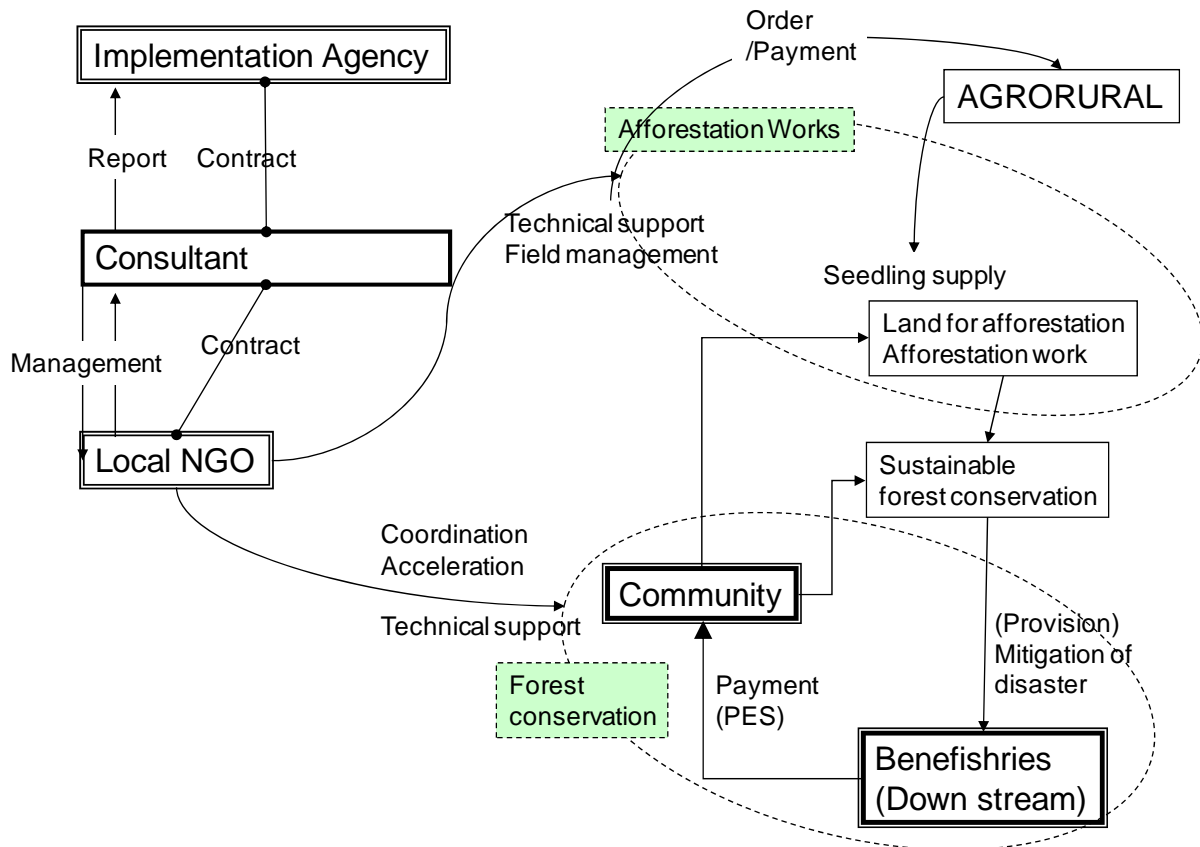 Order
/Payment
Implementation Agency
AGRORURAL
Afforestation Works
Report
Contract
Technical support
Field management
Consultant
Seedling supply
Land for afforestation
Afforestation work
Contract
Management
Local NGO
Sustainable
forest conservation
Coordination
Acceleration
Community
Technical support
(Provision)
Mitigation of
disaster
Forest
conservation
Payment
(PES)
Benefishries
(Down stream)